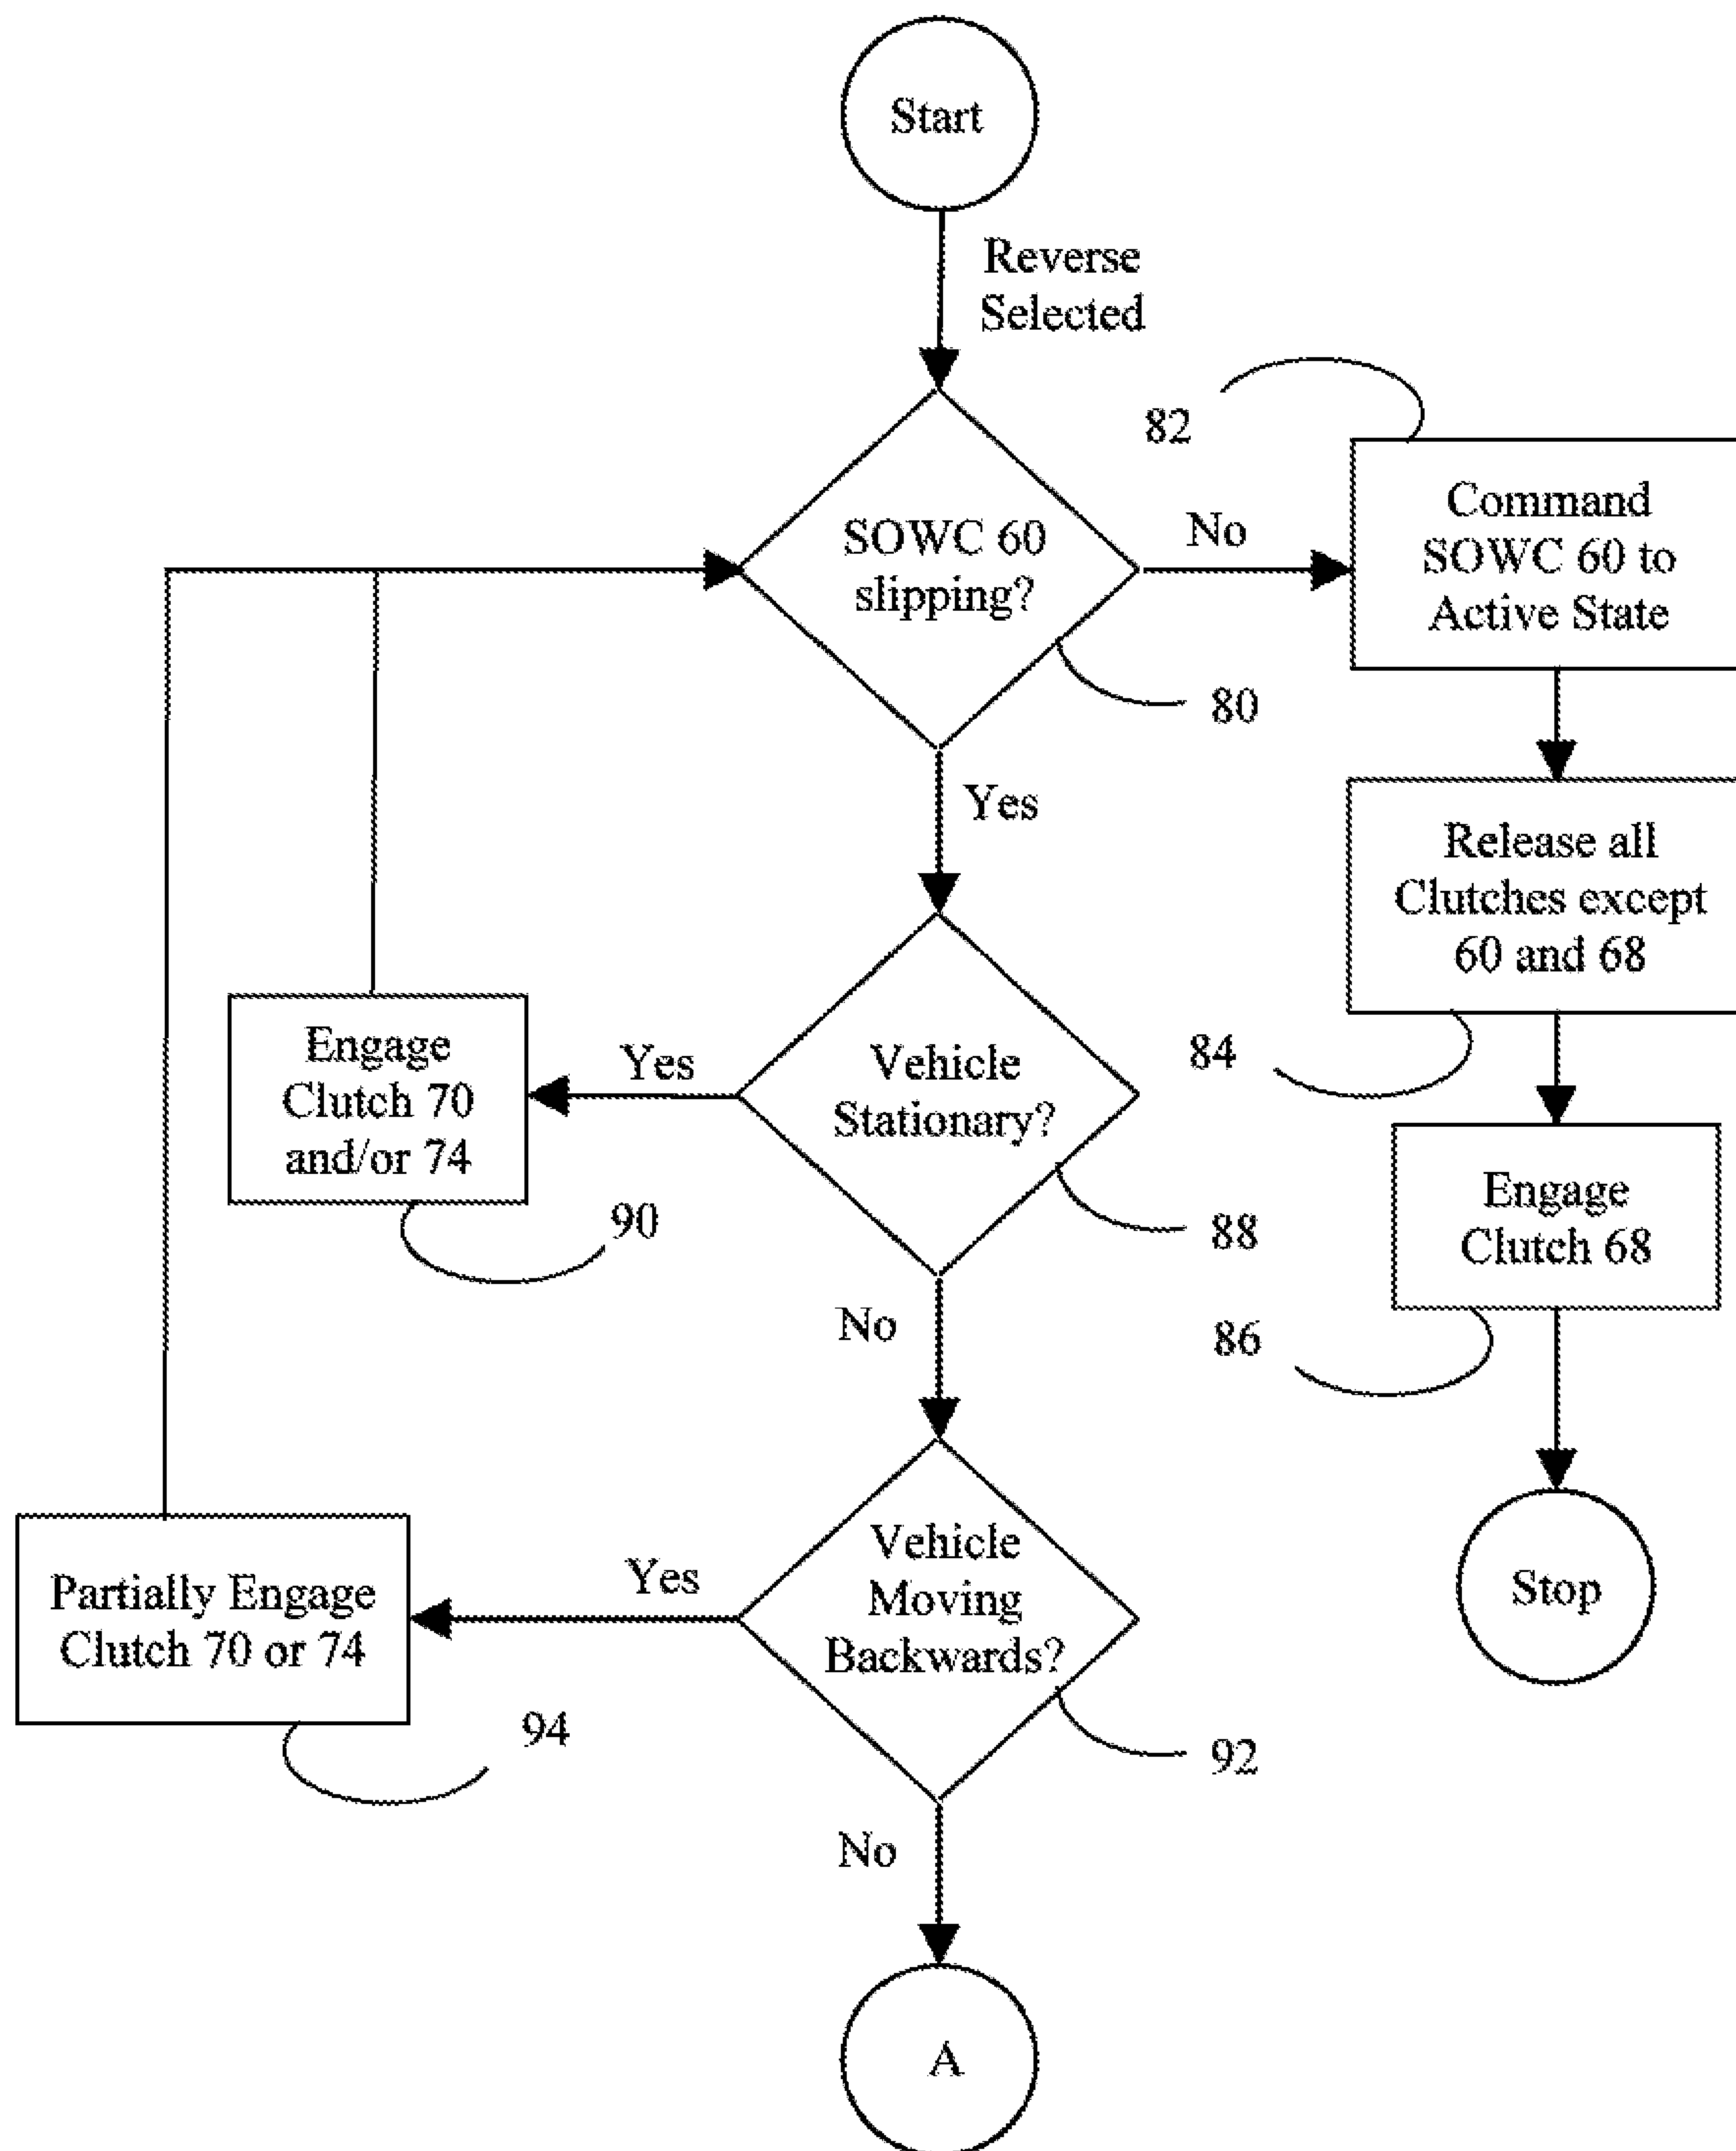 Start
Reverse
Selected
SOWC 60
slipping?
80
No
82
Command
SOWC 60 to
Active State
Release all
Clutches except
60 and 68
84
Engage
Clutch 68
86
Stop
Yes
Vehicle
Stationary?
88
Yes
Engage
Clutch 70
and/or 74
90
No
Vehicle
Moving
Backwards?
92
Yes
Partially Engage
Clutch 70 or 74
94
No
A